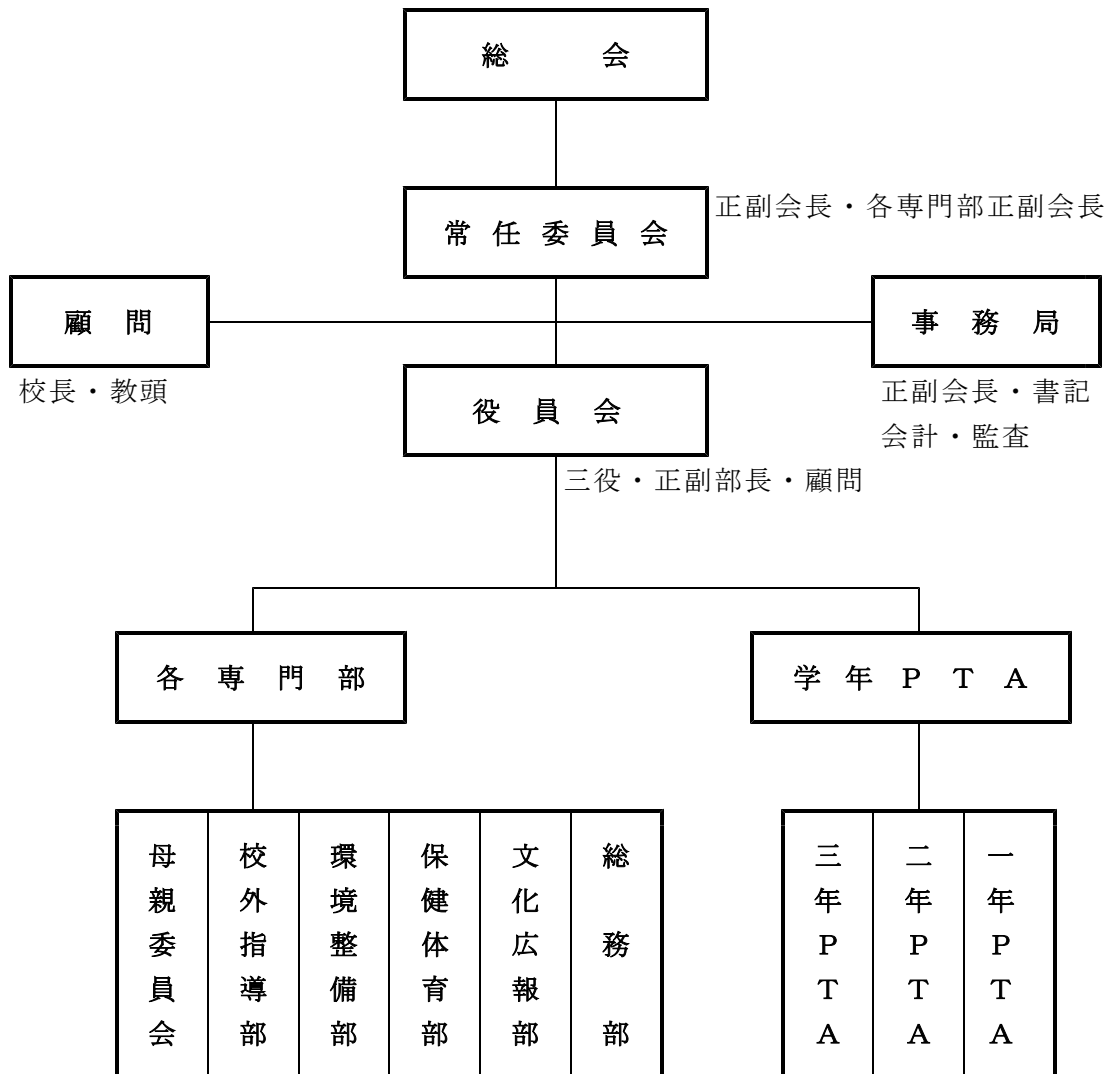 総会
正副会長・各専門部正副会長
常任委員会
顧問
事務局
校長・教頭
正副会長・書記
会計・監査
役員会
三役・正副部長・顧問
各専門部
学年ＰＴＡ
総務部
文化広報部
保健体育部
環境整備部
校外指導部
母親委員会
一年ＰＴＡ
二年ＰＴＡ
三年ＰＴＡ